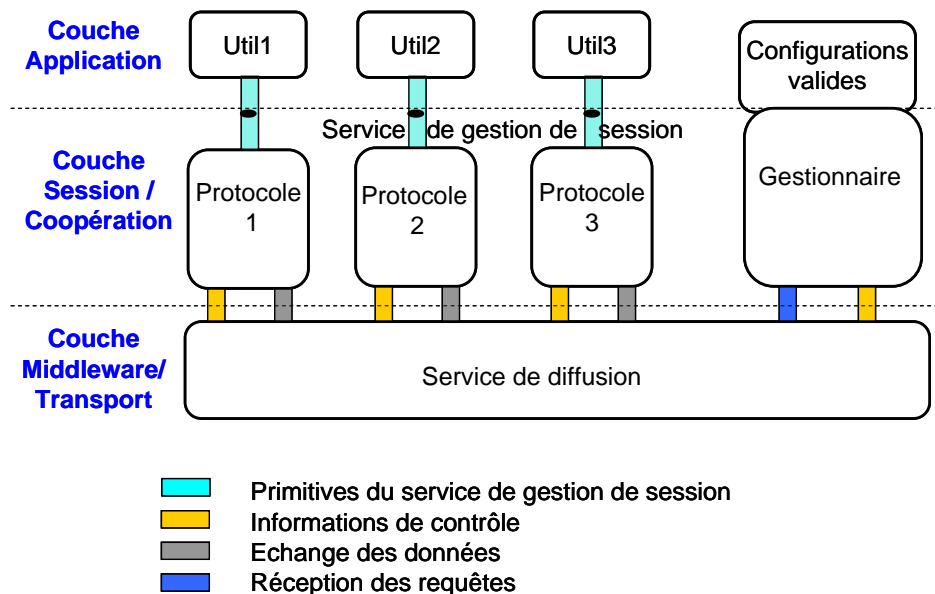 Couche
Application
Util1
Util2
Util3
Configurations
valides
Service de gestion de session
Couche
Session /
Coopération
Protocole
1
Protocole
2
Protocole
3
Gestionnaire
Couche
Middleware/
Transport
Service de diffusion
Primitives du service de gestion de session
Informations de contrôle
Echange des données
Réception des requêtes